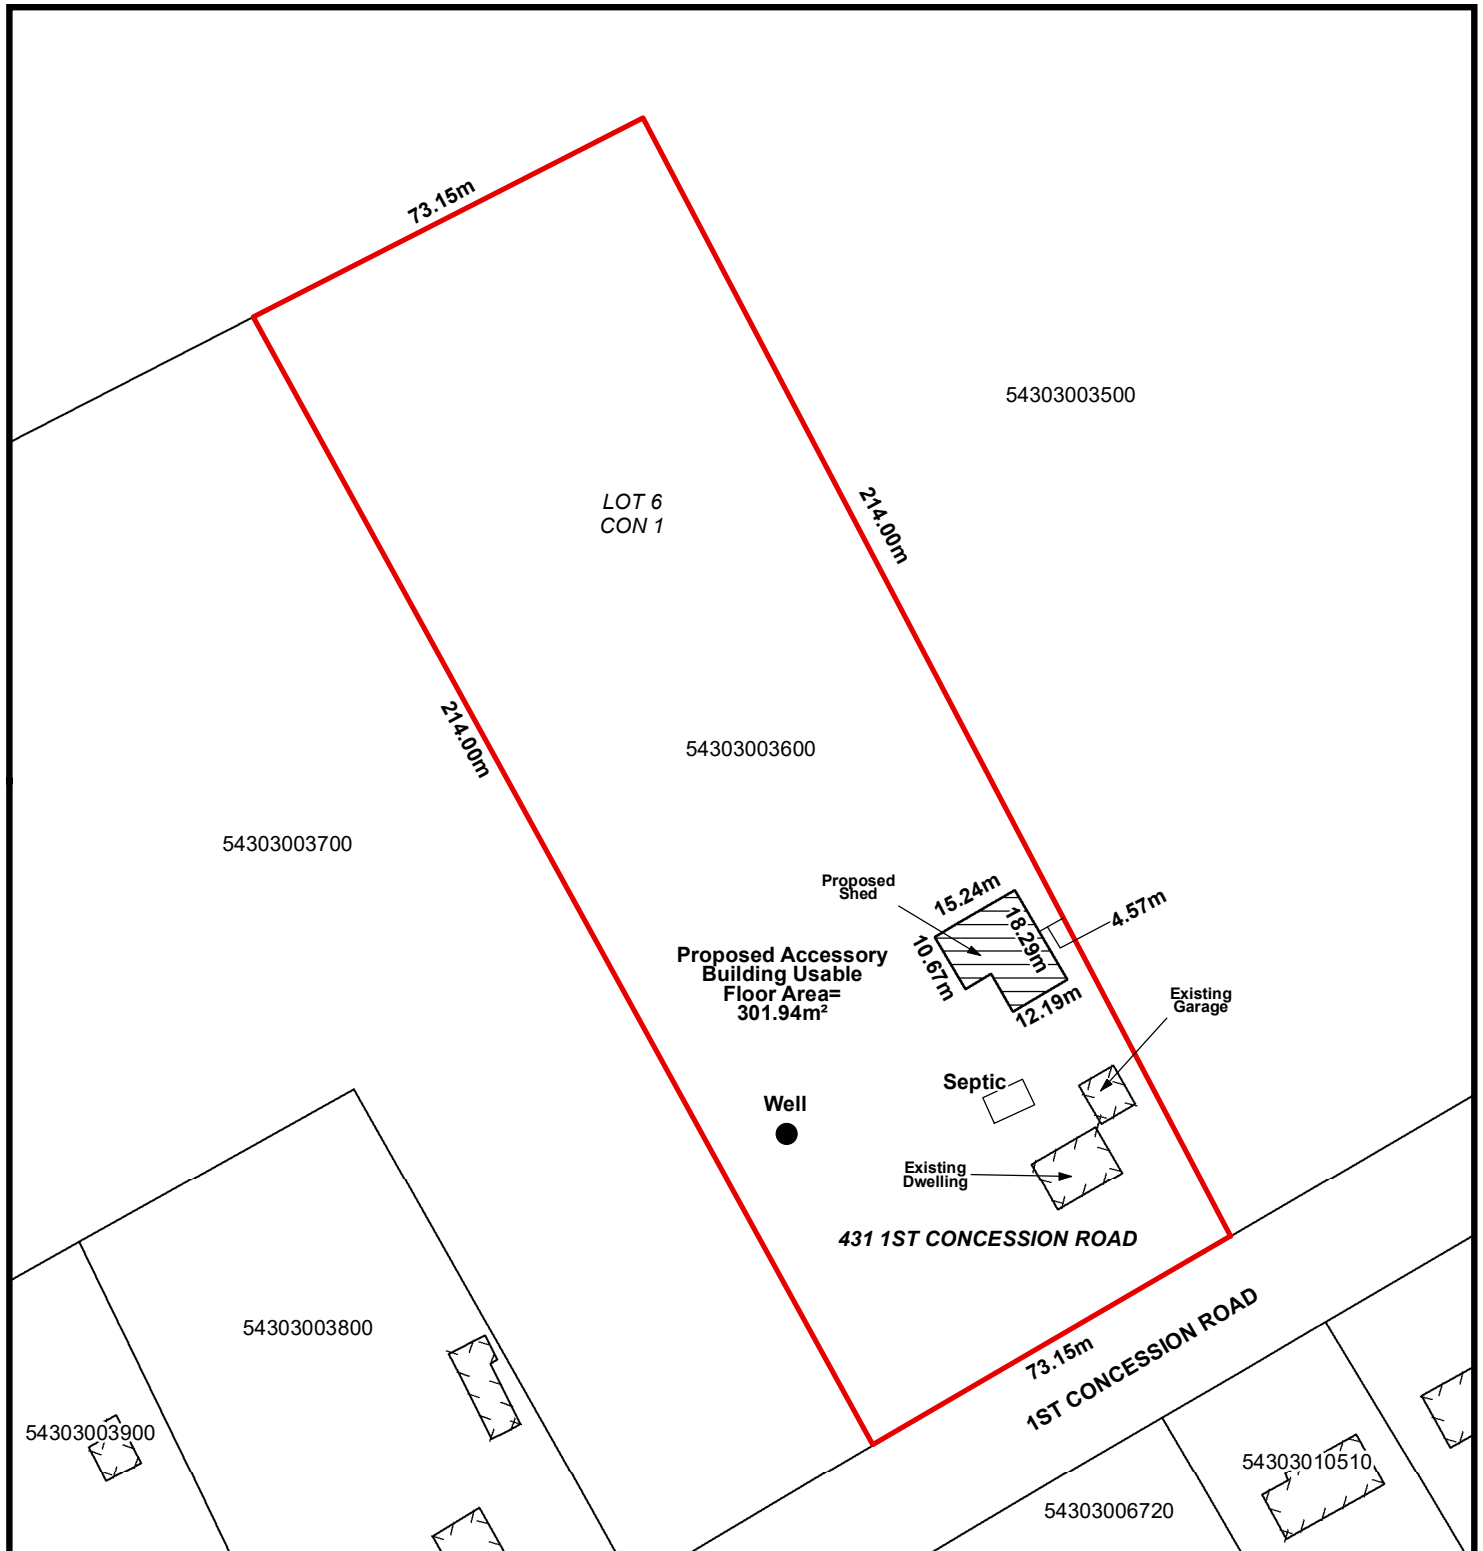 73.15m
54303003500
LOT 6
CON 1
214.00m
214.00m
54303003600
54303003700
Proposed
Shed
15.24m
18.29m
10.67m
12.19m
4.57m
Proposed Accessory
Building Usable
Floor Area=
301.94m²
Existing
Garage
Septic
Well
Existing
Dwelling
431 1ST CONCESSION ROAD
73.15m
1ST CONCESSION ROAD
54303003800
54303003900
54303010510
54303006720